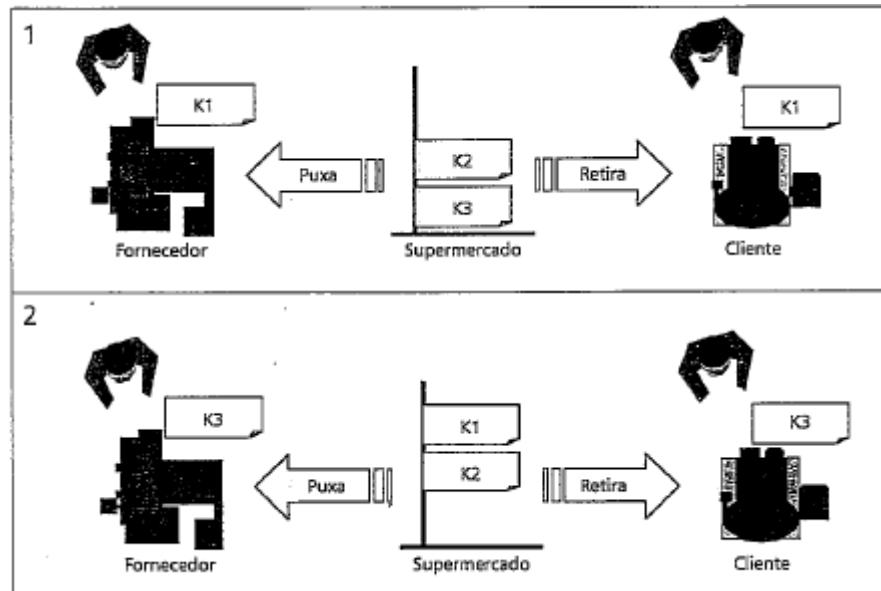 1
K1
K1
K2
Puxa
Retira
K3
Fornecedor
Supermercado
Cliente
2
K3
K1
K3
K2
Puxa
Retira
Fornecedor
Supermercado
Cliente